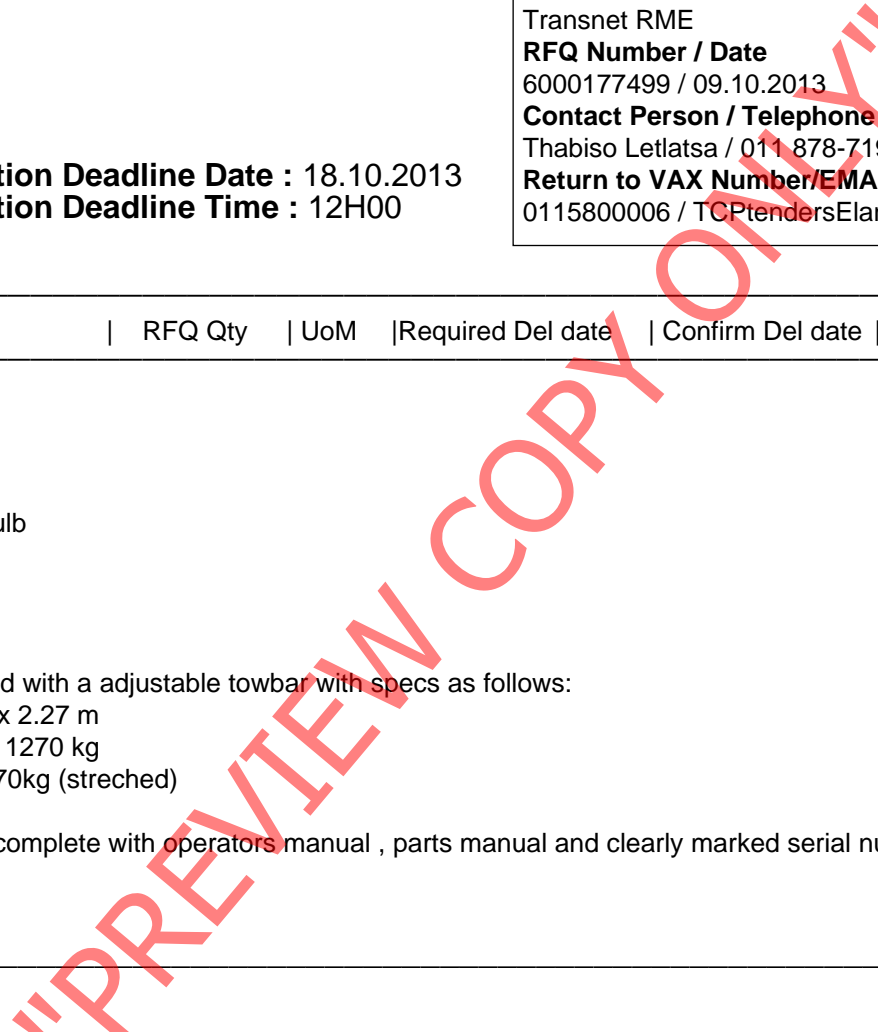 Transnet RME
RFQ Number / Date
6000177499 / 09.10.2013
Contact Person / Telephone
Thabiso Letlatsa / 011 878-719
Return to VAX Number/EMA
0115800006 / TCPtendersElan
tion Deadline Date : 18.10.2013
tion Deadline Time : 12H00
| RFQ Qty | UoM |Required Del date | Confirm Del date |
ulb
d with a adjustable towbar with specs as follows:
x 2.27 m
1270 kg
70kg (streched)
complete with operators manual , parts manual and clearly marked serial nu
"PREVIEW COPY ONLY"